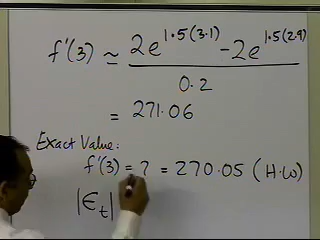 f'(3) ≃ (2e^{1.5(3.1)} - 2e^{1.5(2.9)}) / 0.2
= 271.06
Exact Value:
f'(3) = ? = 270.05 (H.W)
|ϵ_t|